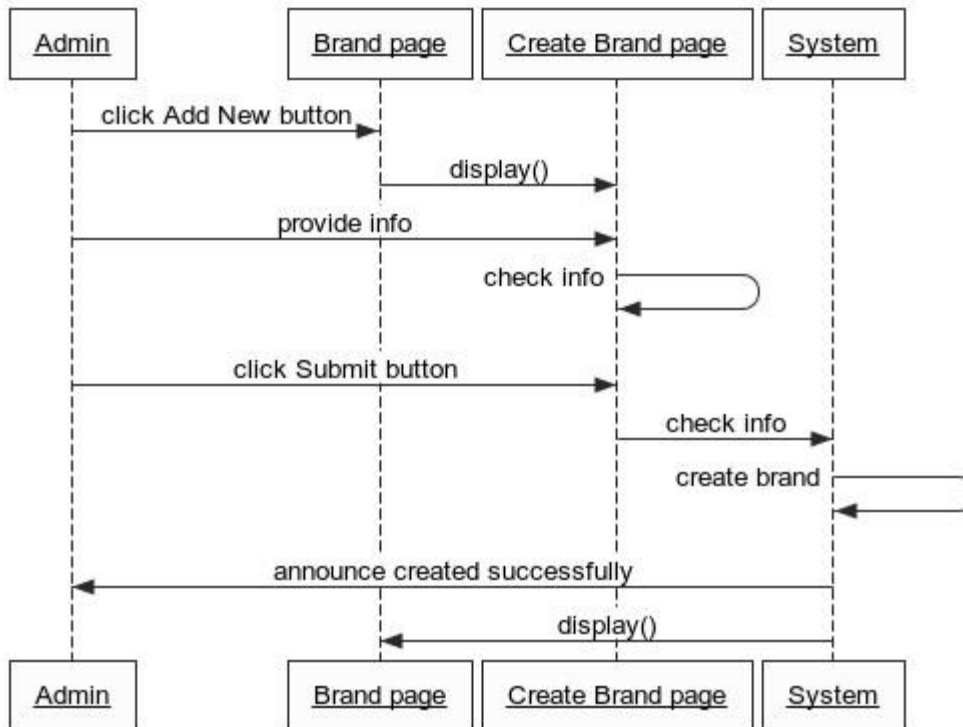 Admin
Brand page
Create Brand page
System
click Add New button
display()
provide info
check info
click Submit button
check info
create brand
announce created successfully
display()
Admin
Brand page
Create Brand page
System